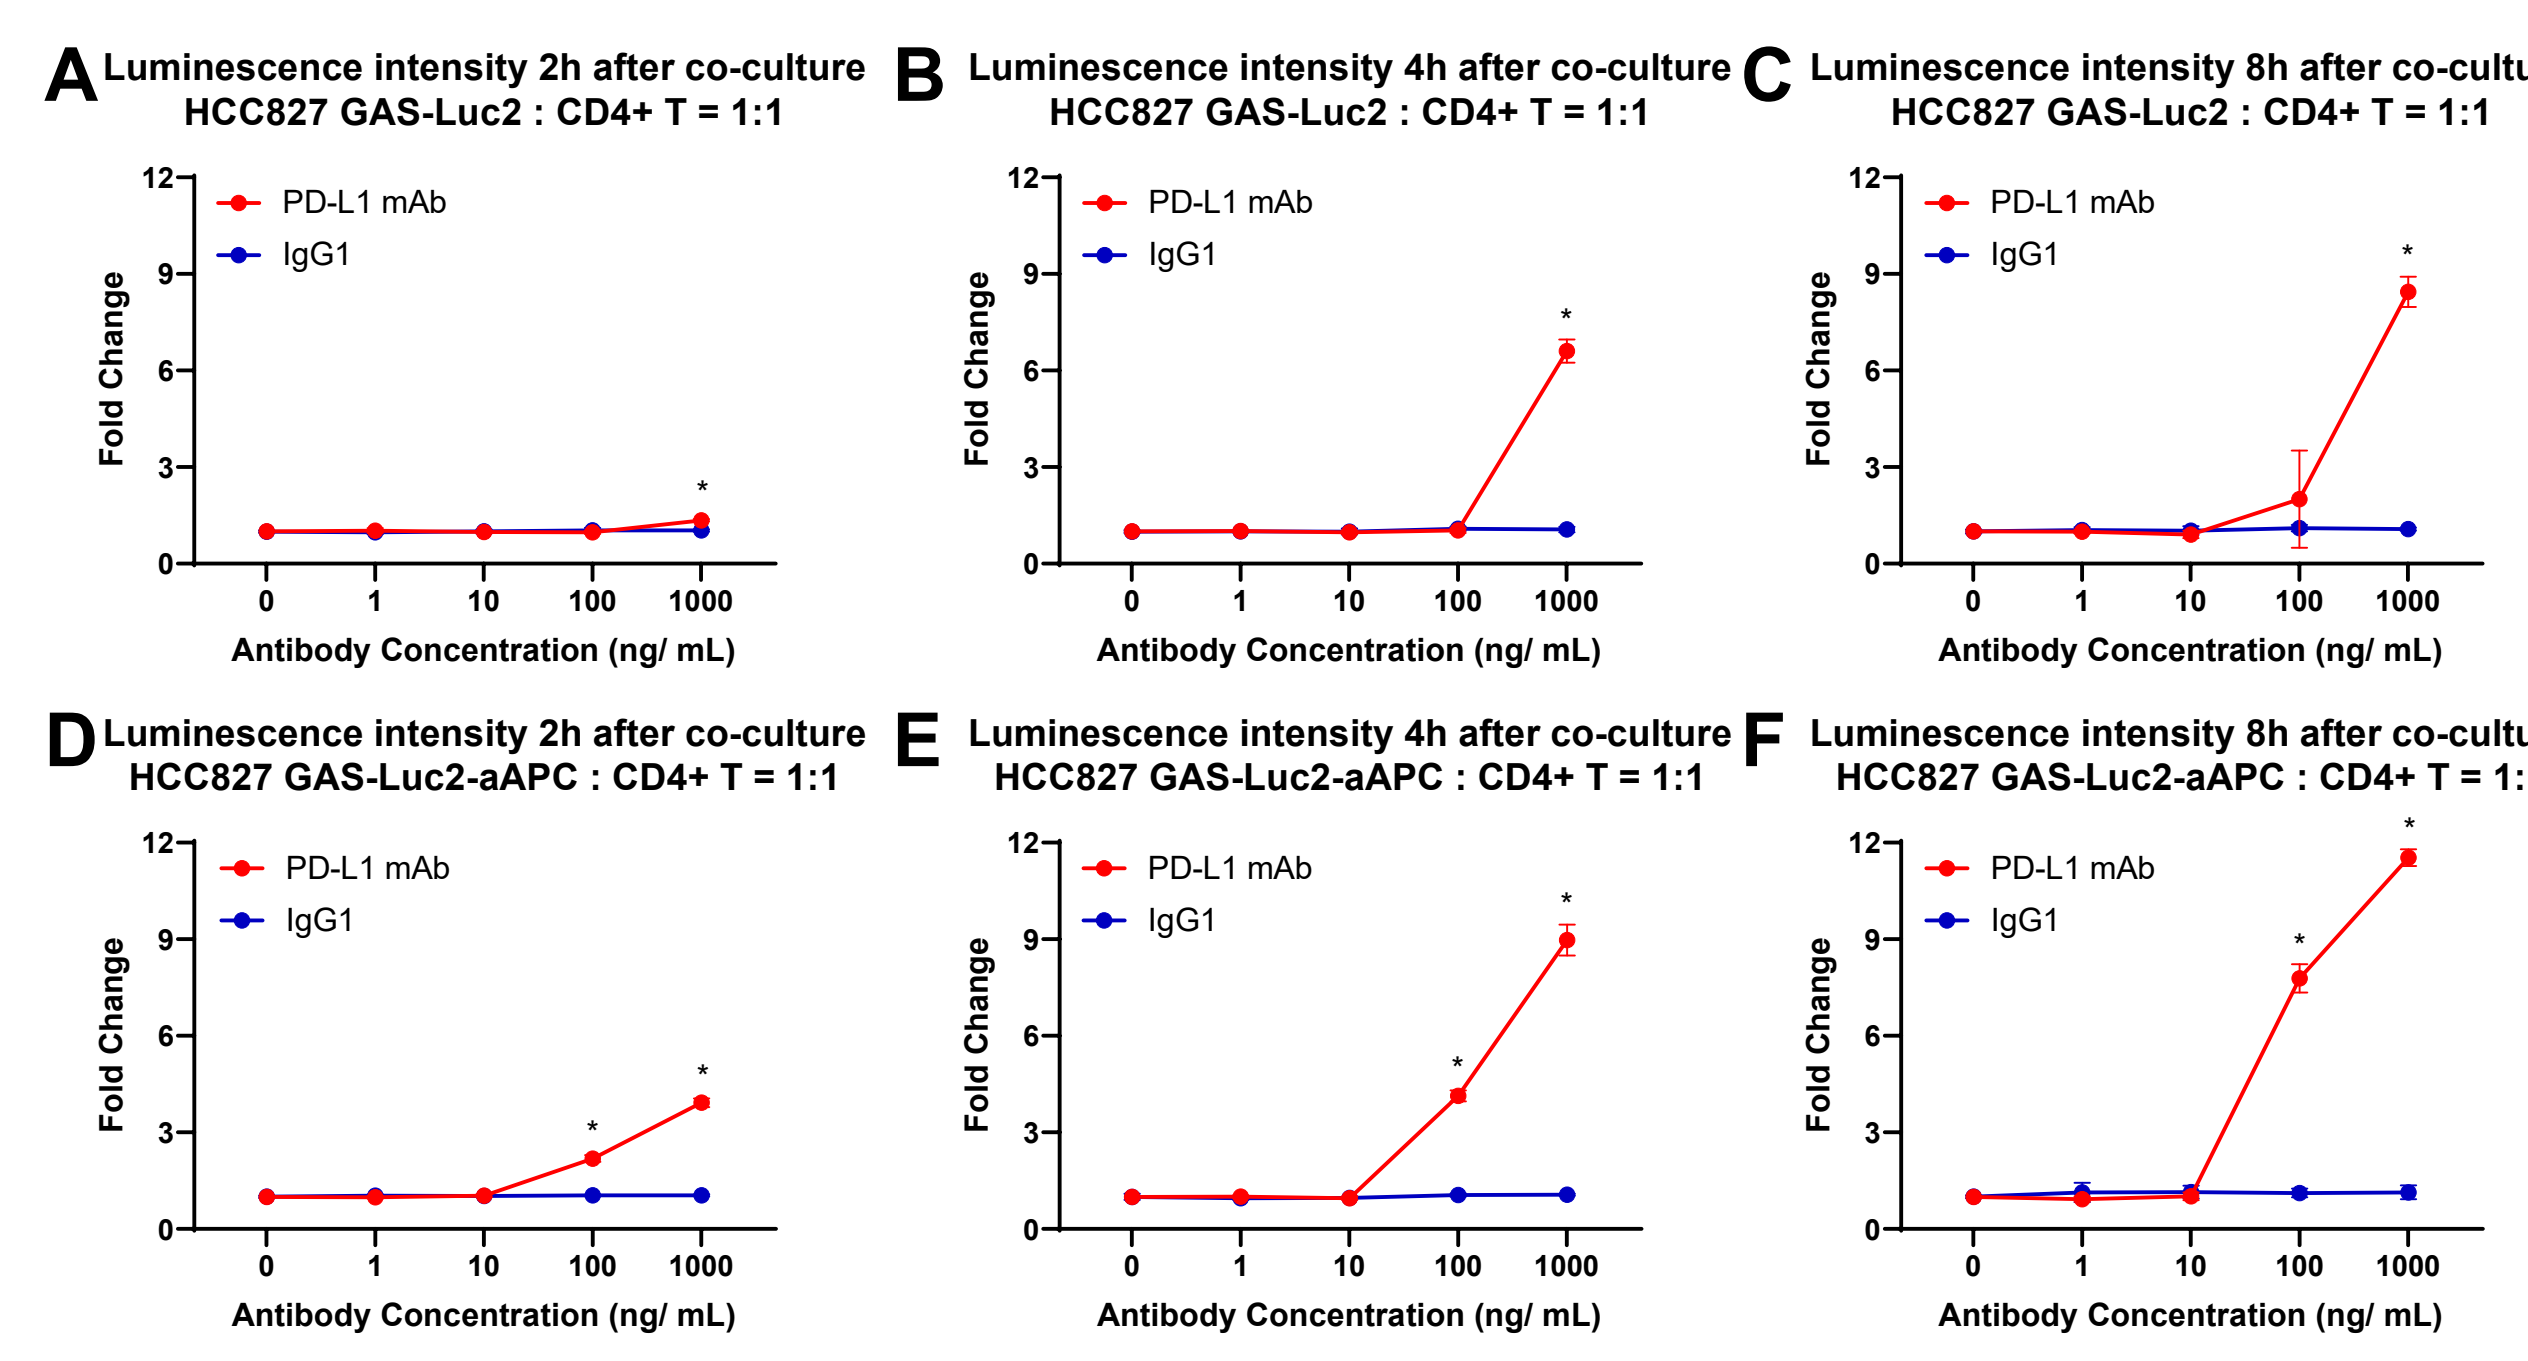 A
Luminescence intensity 2h after co-culture
HCC827 GAS-Luc2 : CD4+ T = 1:1
12
9
6
3
0
Fold Change
PD-L1 mAb
IgG1
*
0 1 10 100 1000
Antibody Concentration (ng/ mL)
B
Luminescence intensity 4h after co-culture
HCC827 GAS-Luc2 : CD4+ T = 1:1
12
9
6
3
0
Fold Change
PD-L1 mAb
IgG1
*
0 1 10 100 1000
Antibody Concentration (ng/ mL)
C
Luminescence intensity 8h after co-cultu
HCC827 GAS-Luc2 : CD4+ T = 1:1
12
9
6
3
0
Fold Change
PD-L1 mAb
IgG1
*
0 1 10 100 1000
Antibody Concentration (ng/ mL)
D
Luminescence intensity 2h after co-culture
HCC827 GAS-Luc2-aAPC : CD4+ T = 1:1
12
9
6
3
0
Fold Change
PD-L1 mAb
IgG1
*
*
0 1 10 100 1000
Antibody Concentration (ng/ mL)
E
Luminescence intensity 4h after co-culture
HCC827 GAS-Luc2-aAPC : CD4+ T = 1:1
12
9
6
3
0
Fold Change
PD-L1 mAb
IgG1
*
*
0 1 10 100 1000
Antibody Concentration (ng/ mL)
F
Luminescence intensity 8h after co-cultu
HCC827 GAS-Luc2-aAPC : CD4+ T = 1:
12
9
6
3
0
Fold Change
PD-L1 mAb
IgG1
*
*
0 1 10 100 1000
Antibody Concentration (ng/ mL)